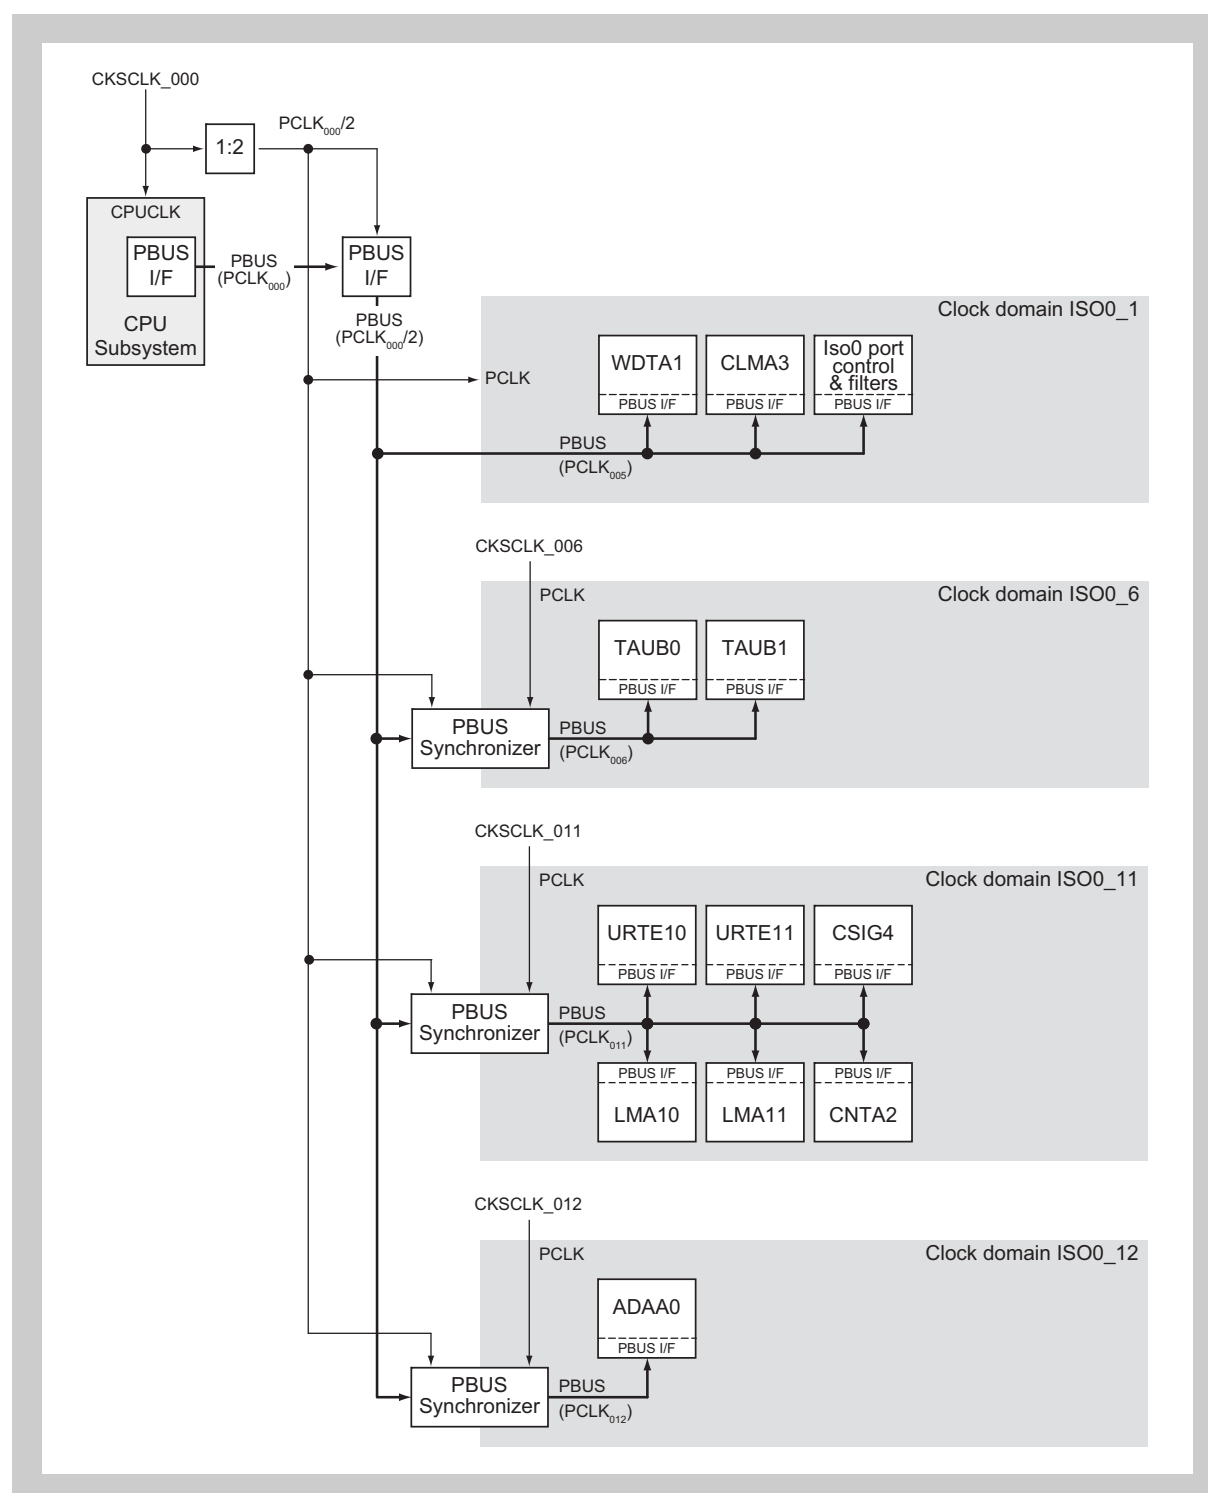 CKSCLK_000
PCLK000/2
1:2
CPUCLK
PBUS
I/F
PBUS
(PCLK000)
PBUS
I/F
CPU
Subsystem
PBUS
(PCLK000/2)
Clock domain ISO0_1
PCLK
WDTA1
PBUS I/F
CLMA3
PBUS I/F
Iso0 port
control
& filters
PBUS I/F
PBUS
(PCLK005)
CKSCLK_006
Clock domain ISO0_6
PCLK
TAUB0
PBUS I/F
TAUB1
PBUS I/F
PBUS
Synchronizer
PBUS
(PCLK006)
CKSCLK_011
Clock domain ISO0_11
PCLK
URTE10
PBUS I/F
URTE11
PBUS I/F
CSIG4
PBUS I/F
PBUS
Synchronizer
PBUS
(PCLK011)
PBUS I/F
LMA10
PBUS I/F
LMA11
PBUS I/F
CNTA2
CKSCLK_012
Clock domain ISO0_12
PCLK
ADAA0
PBUS I/F
PBUS
Synchronizer
PBUS
(PCLK012)